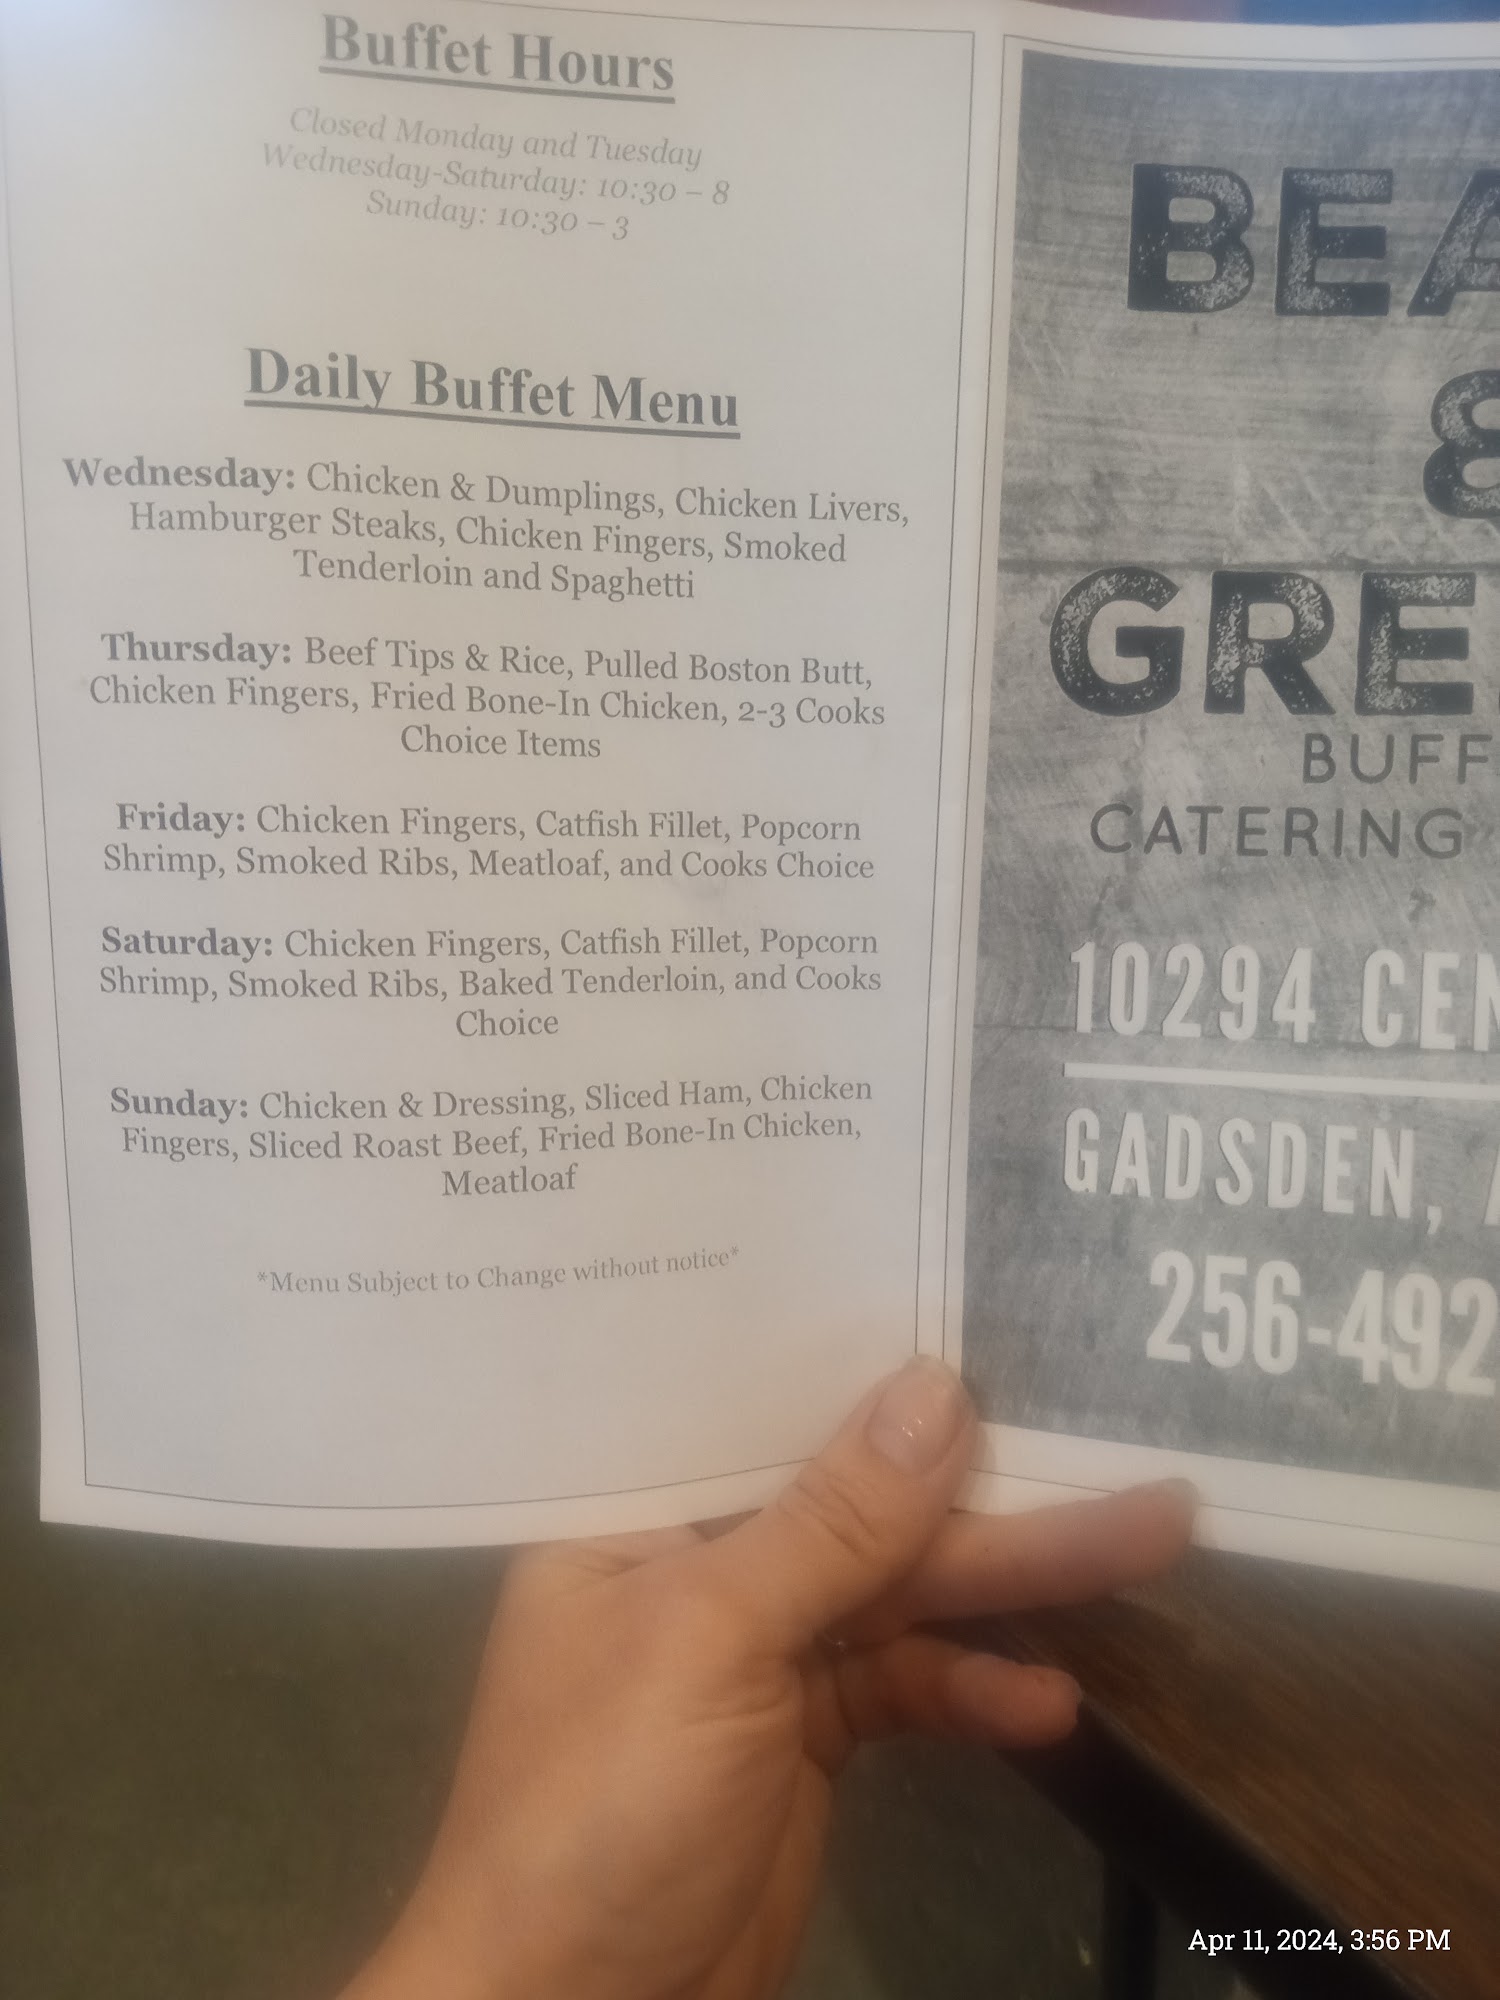 Buffet Hours
Closed Monday and Tuesday
Wednesday-Saturday: 10:30 – 8
Sunday: 10:30 – 3
Daily Buffet Menu
Wednesday: Chicken & Dumplings, Chicken Livers,
Hamburger Steaks, Chicken Fingers, Smoked
Tenderloin and Spaghetti
Thursday: Beef Tips & Rice, Pulled Boston Butt,
Chicken Fingers, Fried Bone-In Chicken, 2-3 Cooks
Choice Items
Friday: Chicken Fingers, Catfish Fillet, Popcorn
Shrimp, Smoked Ribs, Meatloaf, and Cooks Choice
Saturday: Chicken Fingers, Catfish Fillet, Popcorn
Shrimp, Smoked Ribs, Baked Tenderloin, and Cooks
Choice
Sunday: Chicken & Dressing, Sliced Ham, Chicken
Fingers, Sliced Roast Beef, Fried Bone-In Chicken,
Meatloaf
*Menu Subject to Change without notice*
BEA
&
GRE
BUFF
CATERING
10294 CEN
GADSDEN,
256-492
Apr 11, 2024, 3:56 PM